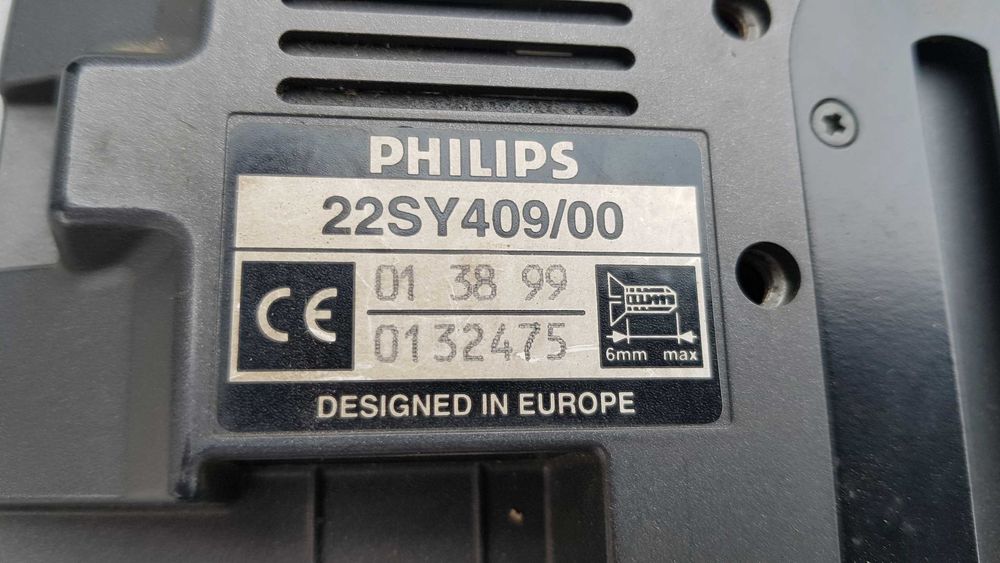 PHILIPS
22SY409/00
CE
01 38 99
0132475
6mm max
DESIGNED IN EUROPE